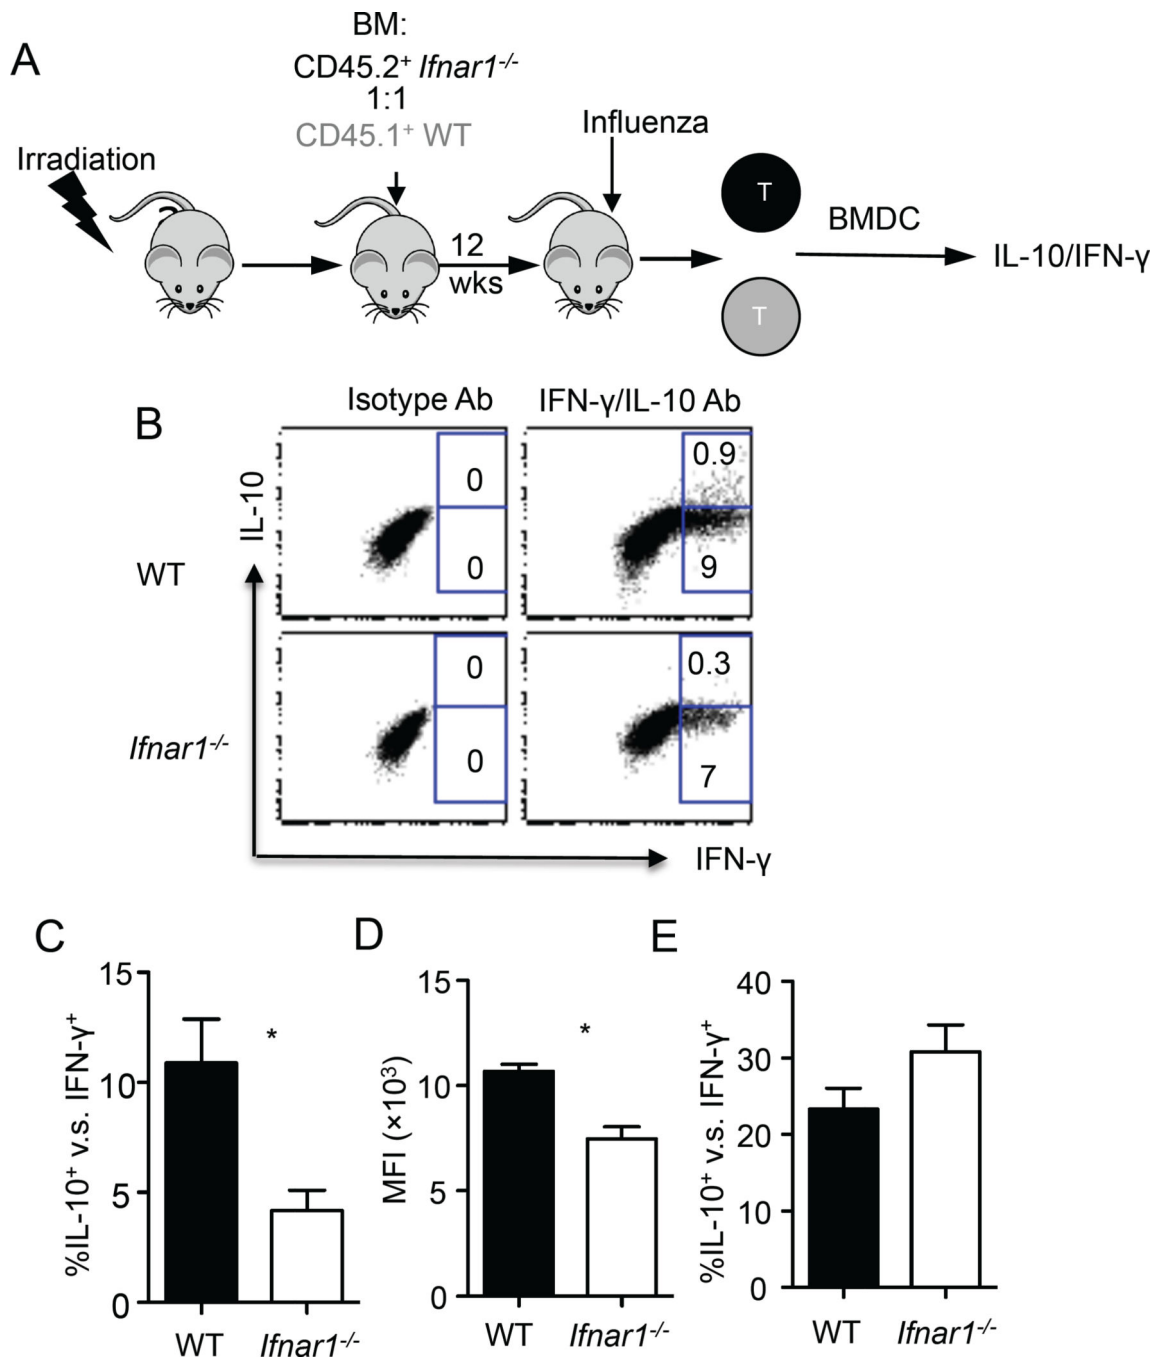 A
BM:
CD45.2⁺ Ifnar1⁻/⁻
1:1
CD45.1⁺ WT
Influenza
Irradiation
T
BMDC
12
wks
IL-10/IFN-γ
T
B
Isotype Ab
IFN-γ/IL-10 Ab
IL-10
WT
0
0.9
0
9
Ifnar1⁻/⁻
0
0.3
0
7
IFN-γ
C
%IL-10⁺ v.s. IFN-γ⁺
15
10
5
0
*
WT
Ifnar1⁻/⁻
D
MFI (×10³)
15
10
5
0
*
WT
Ifnar1⁻/⁻
E
%IL-10⁺ v.s. IFN-γ⁺
40
30
20
10
0
WT
Ifnar1⁻/⁻